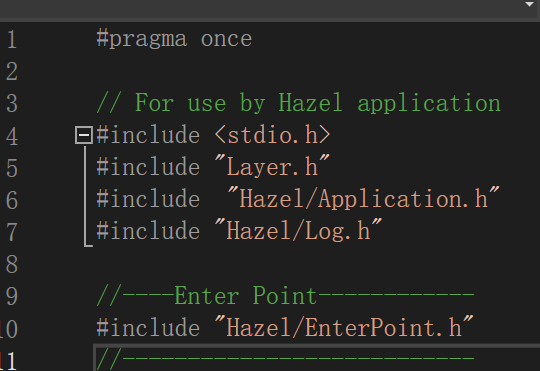 1 #pragma once
2
3 // For use by Hazel application
4 #include <stdio.h>
5 #include "Layer.h"
6 #include  "Hazel/Application.h"
7 #include "Hazel/Log.h"
8
9 //----Enter Point------------
10 #include "Hazel/EnterPoint.h"
11 //---------------------------